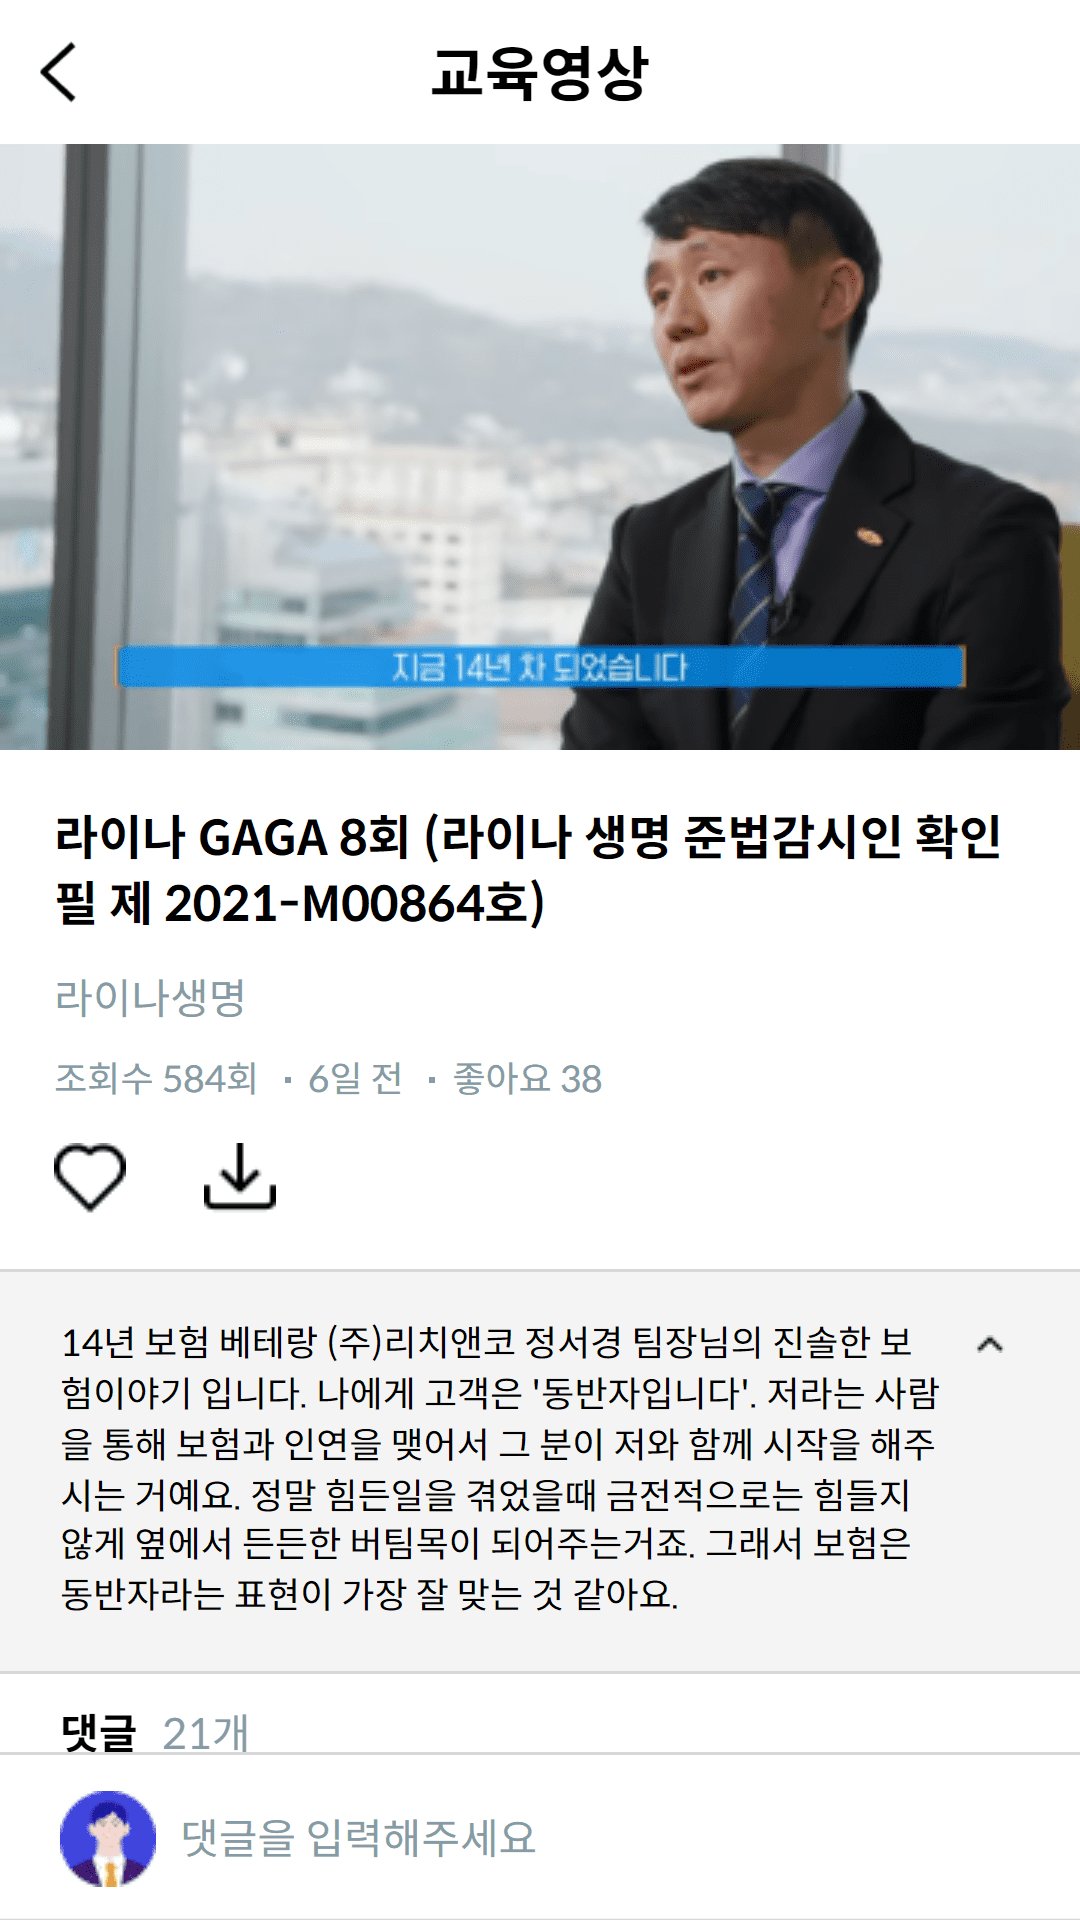 교육영상
지금 14년 차 되었습니다
라이나 GAGA 8회 (라이나 생명 준법감시인 확인
필 제 2021-M00864호)
라이나생명
조회수 584회 · 6일 전 · 좋아요 38
14년 보험 베테랑 (주)리치앤코 정서경 팀장님의 진솔한 보
험이야기 입니다. 나에게 고객은 '동반자입니다'. 저라는 사람
을 통해 보험과 인연을 맺어서 그 분이 저와 함께 시작을 해주
시는 거예요. 정말 힘든일을 겪었을때 금전적으로는 힘들지
않게 옆에서 든든한 버팀목이 되어주는거죠. 그래서 보험은
동반자라는 표현이 가장 잘 맞는 것 같아요.
댓글 21개
댓글을 입력해주세요